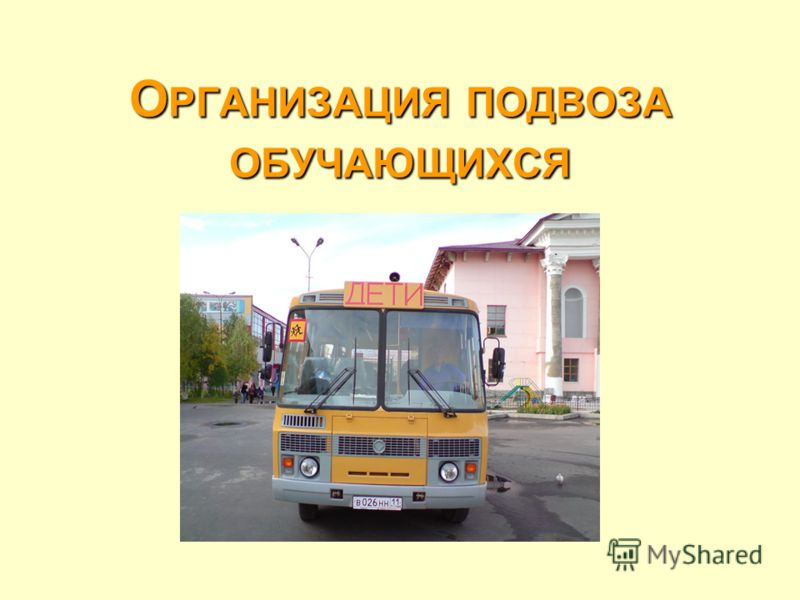 Организация подвоза
обучающихся
ДЕТИ
в 026 нн 11
MyShared